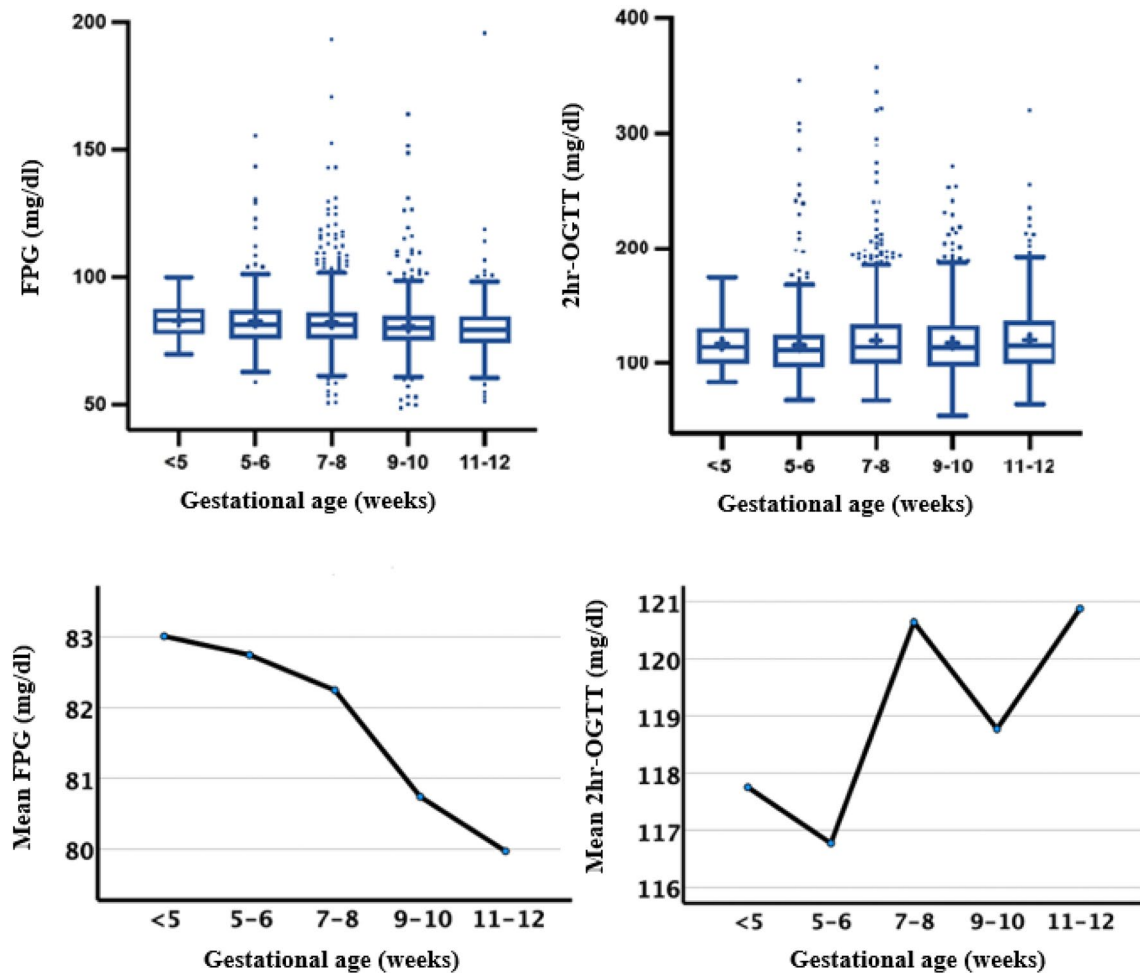 FPG (mg/dl)
200
150
100
50
<5 5-6 7-8 9-10 11-12
Gestational age (weeks)
2hr-OGTT (mg/dl)
400
300
200
100
<5 5-6 7-8 9-10 11-12
Gestational age (weeks)
Mean FPG (mg/dl)
83
82
81
80
<5 5-6 7-8 9-10 11-12
Gestational age (weeks)
Mean 2hr-OGTT (mg/dl)
121
120
119
118
117
116
<5 5-6 7-8 9-10 11-12
Gestational age (weeks)